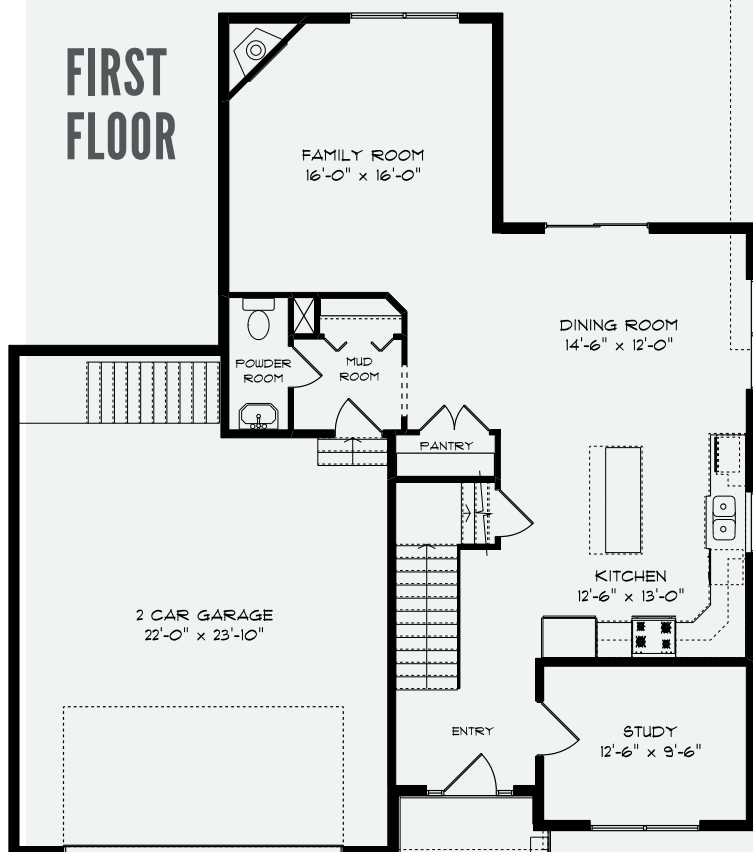 FIRST
FLOOR
FAMILY ROOM
16'-0" x 16'-0"
DINING ROOM
14'-6" x 12'-0"
POWDER
ROOM
MUD
ROOM
PANTRY
KITCHEN
12'-6" x 13'-0"
2 CAR GARAGE
22'-0" x 23'-10"
ENTRY
STUDY
12'-6" x 9'-6"